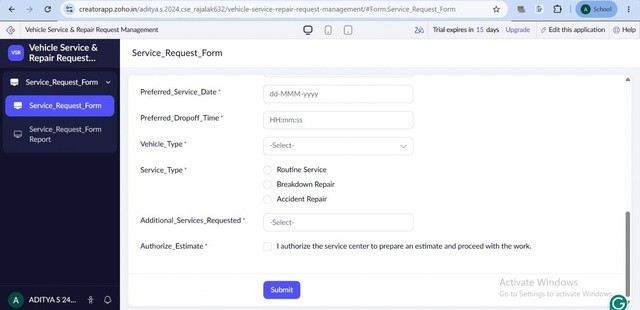 creatorapp.zoho.in/aditya.s.2024.cse_rajalak632/vehicle-service-repair-request-management/#Form:Service_Request_Form
School
Vehicle Service & Repair Request Management
Trial expires in 15 days
Upgrade
Edit this application
Help
VSR
Vehicle Service &
Repair Request...
Service_Request_Form
Service_Request_Form
Service_Request_Form
Report
ADITYA S 24...
A
Service_Request_Form
Preferred_Service_Date *
dd-MMM-yyyy
Preferred_Dropoff_Time *
HH:mm:ss
Vehicle_Type *
-Select-
Service_Type *
Routine Service
Breakdown Repair
Accident Repair
Additional_Services_Requested *
-Select-
Authorize_Estimate *
I authorize the service center to prepare an estimate and proceed with the work.
Submit
Activate Windows
Go to Settings to activate Windows.